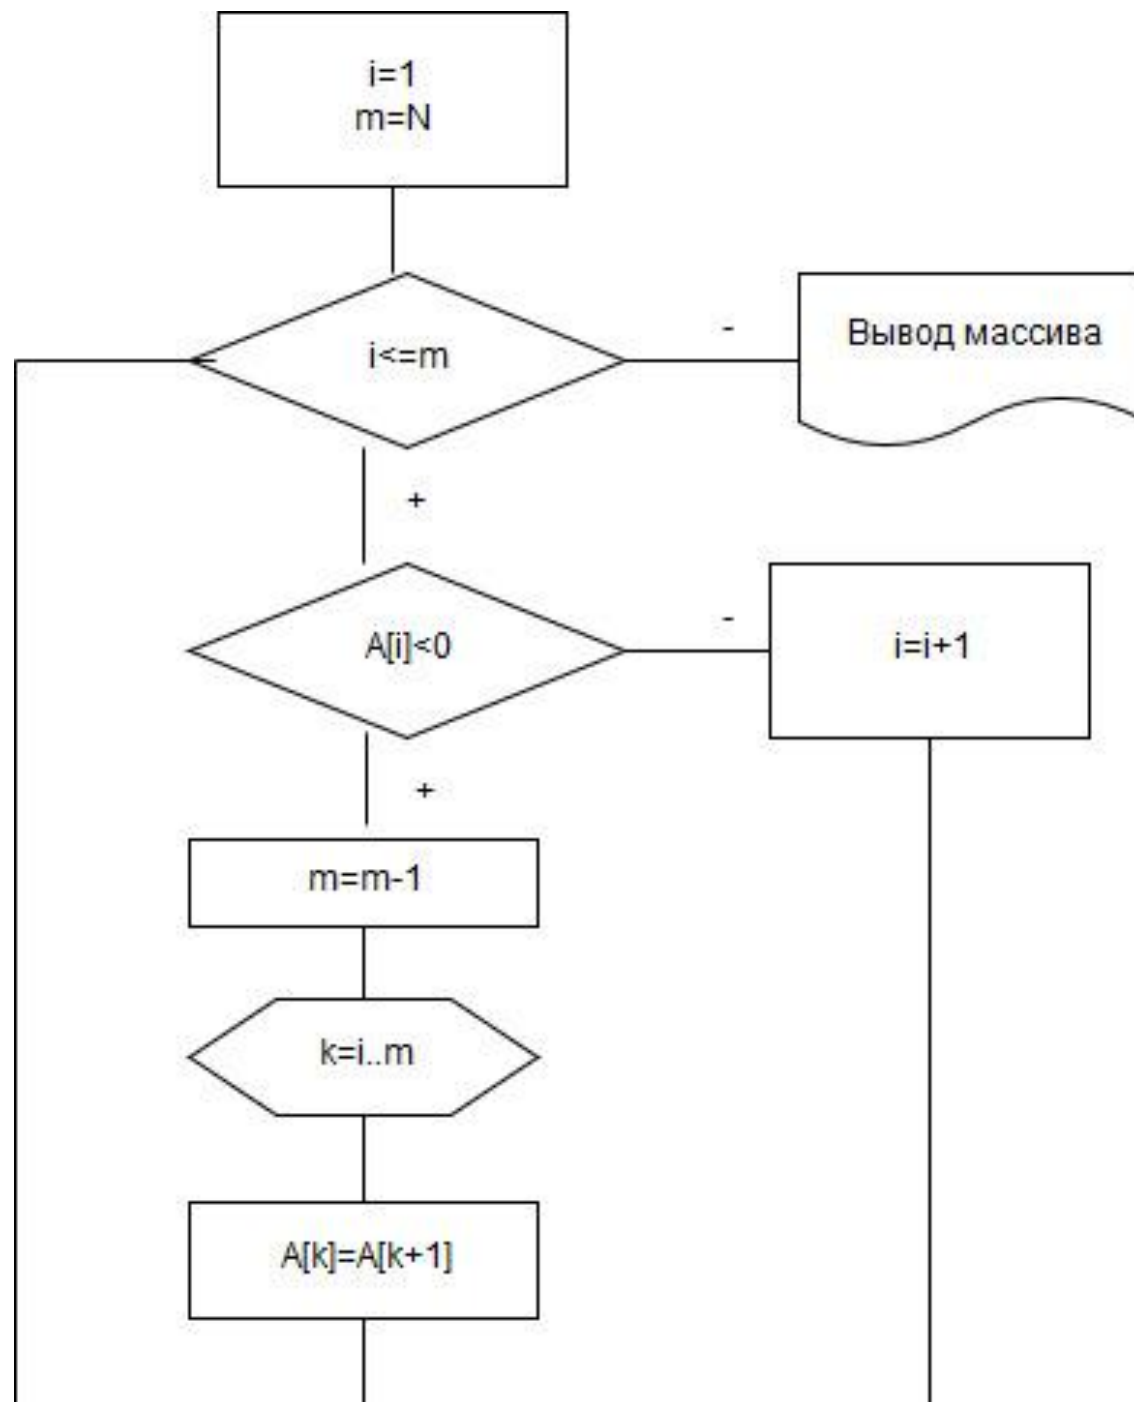 i=1
m=N
i<=m
-
Вывод массива
+
A[i]<0
-
i=i+1
+
m=m-1
k=i..m
A[k]=A[k+1]